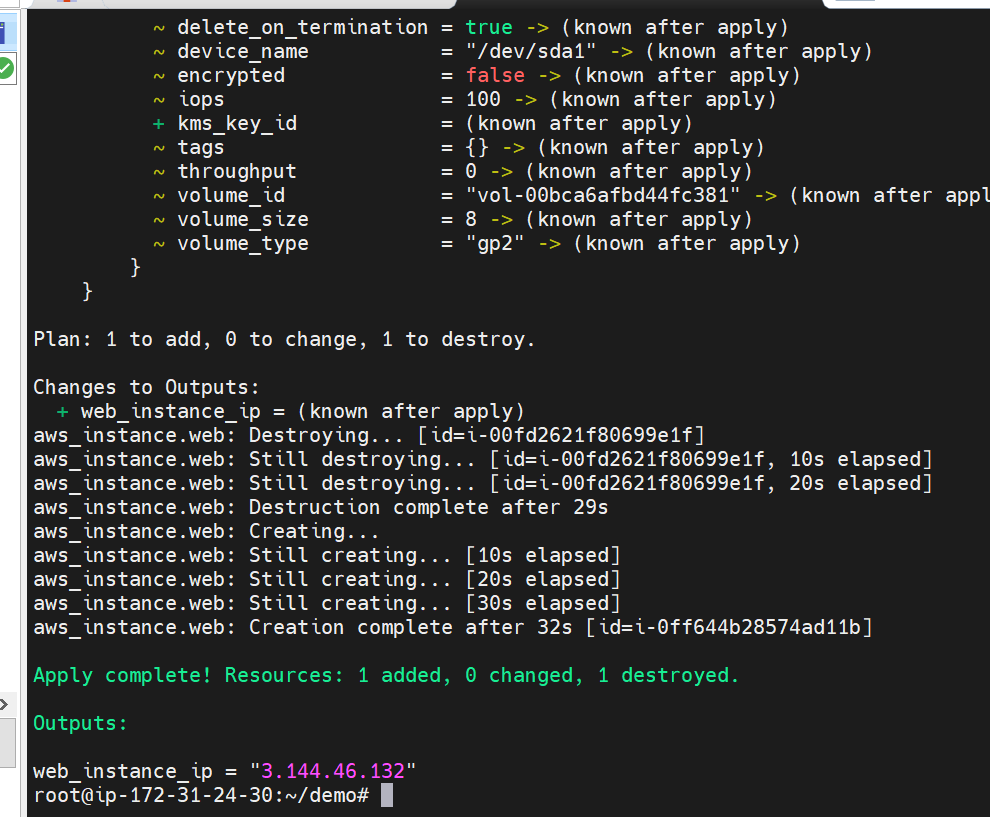 ~ delete_on_termination = true -> (known after apply)
~ device_name           = "/dev/sda1" -> (known after apply)
~ encrypted             = false -> (known after apply)
~ iops                  = 100 -> (known after apply)
+ kms_key_id            = (known after apply)
~ tags                  = {} -> (known after apply)
~ throughput            = 0 -> (known after apply)
~ volume_id             = "vol-00bca6afbd44fc381" -> (known after appl
~ volume_size           = 8 -> (known after apply)
~ volume_type           = "gp2" -> (known after apply)
}
}
Plan: 1 to add, 0 to change, 1 to destroy.
Changes to Outputs:
+ web_instance_ip = (known after apply)
aws_instance.web: Destroying... [id=i-00fd2621f80699e1f]
aws_instance.web: Still destroying... [id=i-00fd2621f80699e1f, 10s elapsed]
aws_instance.web: Still destroying... [id=i-00fd2621f80699e1f, 20s elapsed]
aws_instance.web: Destruction complete after 29s
aws_instance.web: Creating...
aws_instance.web: Still creating... [10s elapsed]
aws_instance.web: Still creating... [20s elapsed]
aws_instance.web: Still creating... [30s elapsed]
aws_instance.web: Creation complete after 32s [id=i-0ff644b28574ad11b]
Apply complete! Resources: 1 added, 0 changed, 1 destroyed.
Outputs:
web_instance_ip = "3.144.46.132"
root@ip-172-31-24-30:~/demo#